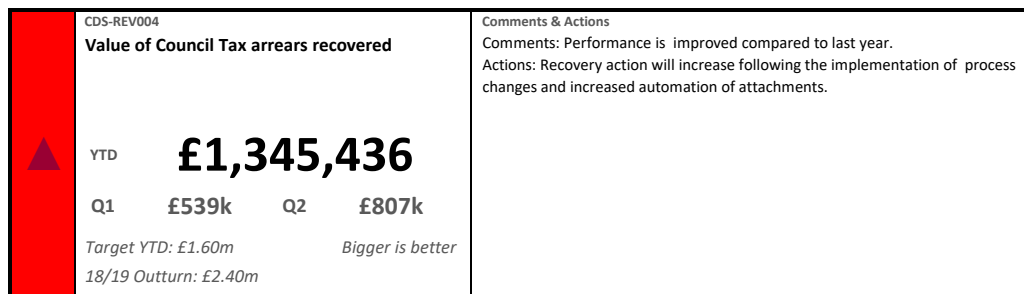 CDS-REV004
Value of Council Tax arrears recovered
YTD £1,345,436
Q1 £539k Q2 £807k
Target YTD: £1.60m Bigger is better
18/19 Outturn: £2.40m
Comments & Actions
Comments: Performance is improved compared to last year.
Actions: Recovery action will increase following the implementation of process
changes and increased automation of attachments.